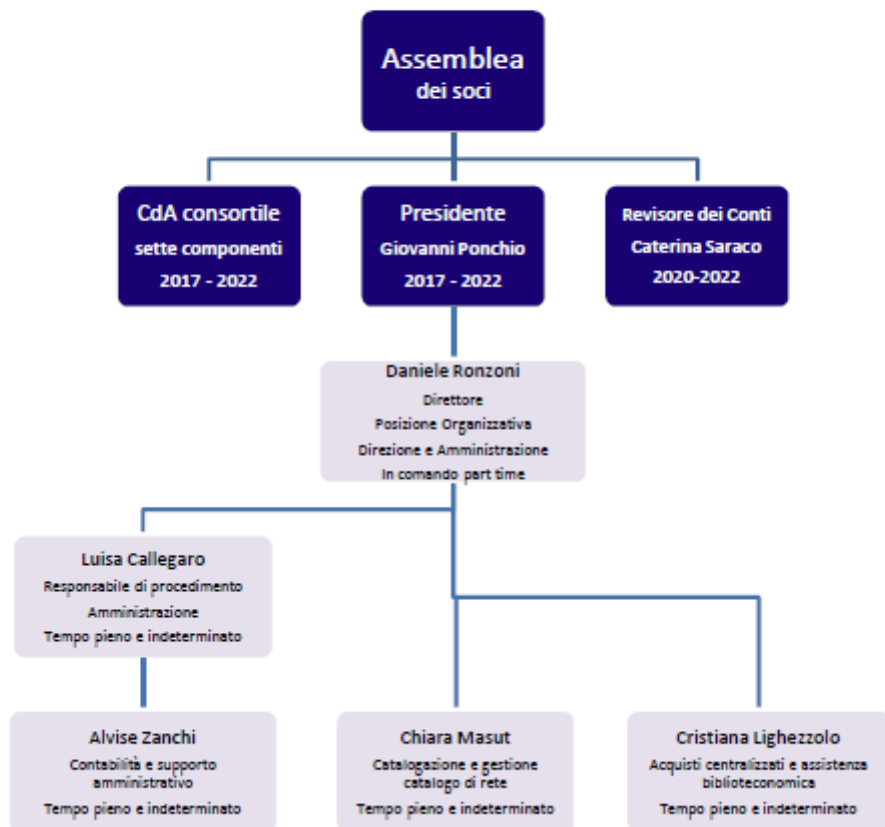 Assemblea
dei soci
CdA consortile
sette componenti
2017 - 2022
Presidente
Giovanni Ponchio
2017 - 2022
Revisore dei Conti
Caterina Saraco
2020-2022
Daniele Ronzoni
Direttore
Posizione Organizzativa
Direzione e Amministrazione
In comando part time
Luisa Callegaro
Responsabile di procedimento
Amministrazione
Tempo pieno e indeterminato
Alvise Zanchi
Contabilità e supporto
amministrativo
Tempo pieno e indeterminato
Chiara Masut
Catalogazione e gestione
catalogo di rete
Tempo pieno e indeterminato
Cristiana Lighezzolo
Acquisti centralizzati e assistenza
biblioteconomica
Tempo pieno e indeterminato